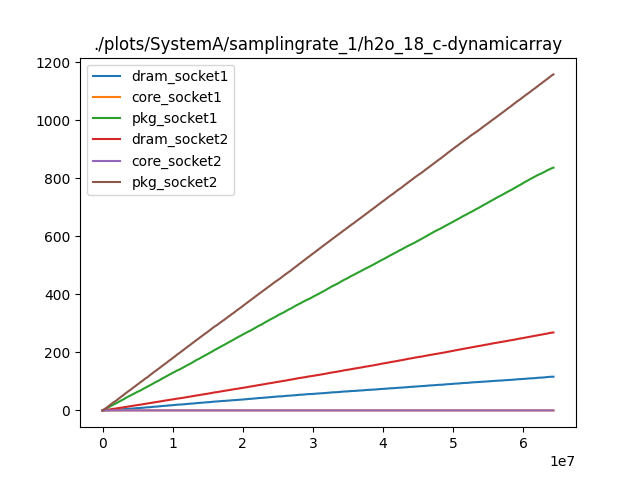 ./plots/SystemA/samplingrate_1/h2o_18_c-dynamicarray
1200
1000
800
600
400
200
0
dram_socket1
core_socket1
pkg_socket1
dram_socket2
core_socket2
pkg_socket2
0 1 2 3 4 5 6
1e7